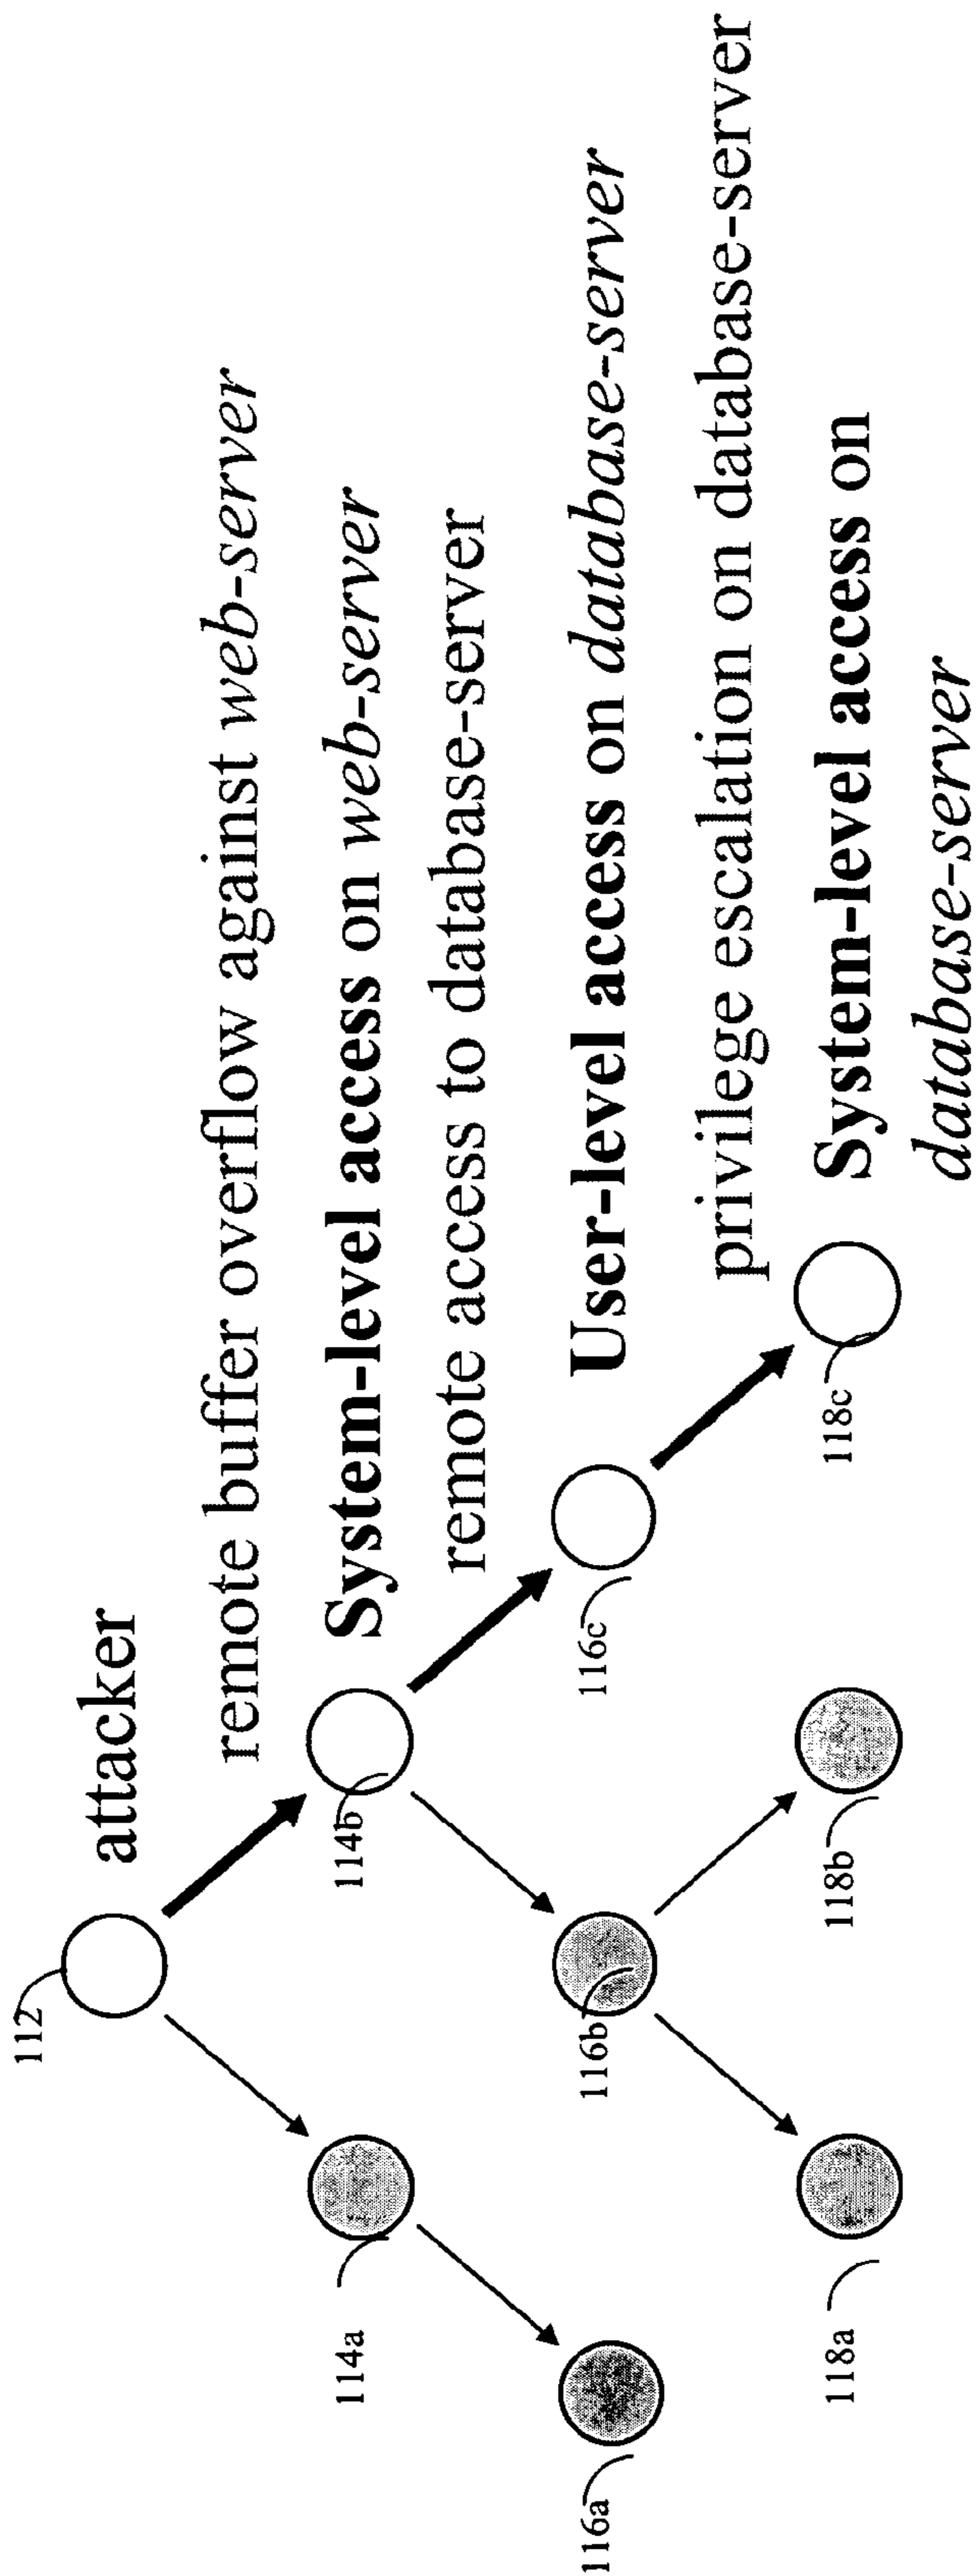 112
attacker
remote buffer overflow against web-server
114a
114b
System-level access on web-server
remote access to database-server
116a
116b
116c
User-level access on database-server
privilege escalation on database-server
118a
118b
118c
System-level access on
database-server